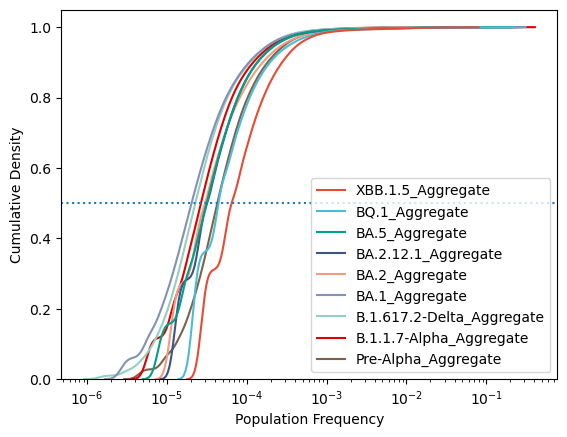 1.0
0.8
0.6
0.4
0.2
0.0
Cumulative Density
XBB.1.5_Aggregate
BQ.1_Aggregate
BA.5_Aggregate
BA.2.12.1_Aggregate
BA.2_Aggregate
BA.1_Aggregate
B.1.617.2-Delta_Aggregate
B.1.1.7-Alpha_Aggregate
Pre-Alpha_Aggregate
10⁻⁶ 10⁻⁵ 10⁻⁴ 10⁻³ 10⁻² 10⁻¹
Population Frequency